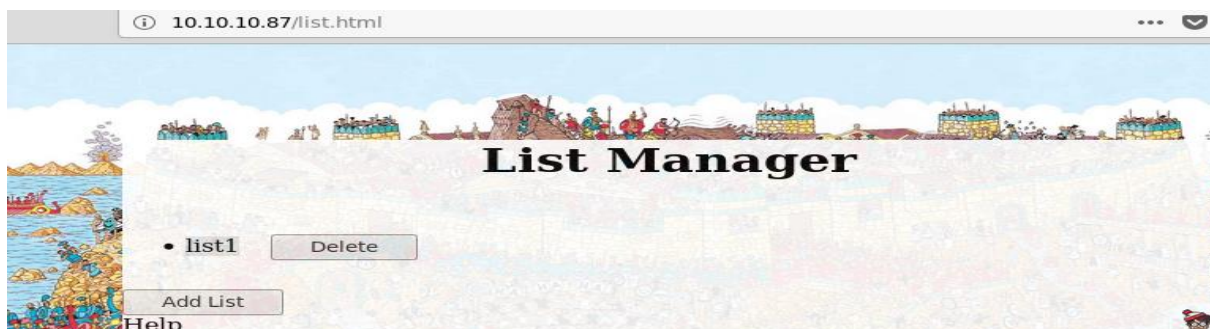 10.10.10.87/list.html
List Manager
• list1 Delete
Add List
Help